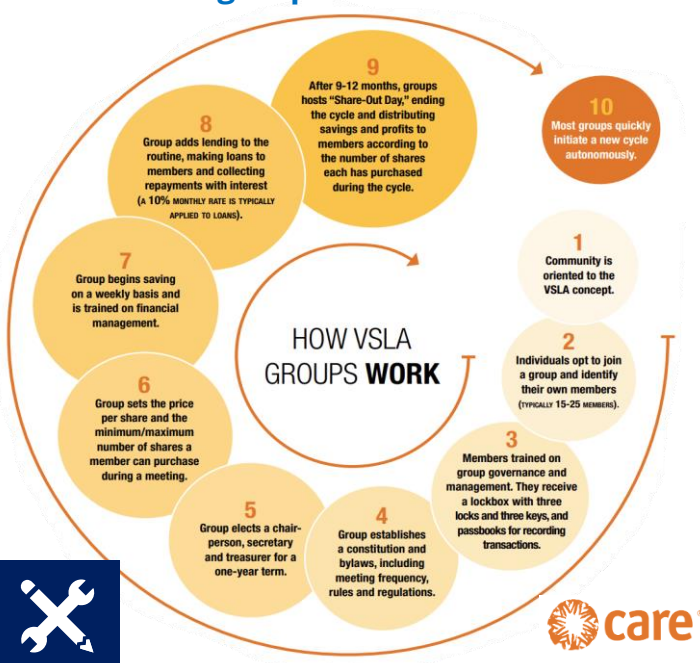 HOW VSLA
GROUPS WORK
1
Community is
oriented to the
VSLA concept.
2
Individuals opt to join
a group and identify
their own members
(TYPICALLY 15-25 MEMBERS).
3
Members trained on
group governance and
management. They receive
a lockbox with three
locks and three keys, and
passbooks for recording
transactions.
4
Group establishes
a constitution and
bylaws, including
meeting frequency,
rules and regulations.
5
Group elects a chair-
person, secretary
and treasurer for a
one-year term.
6
Group sets the price
per share and the
minimum/maximum
number of shares a
member can purchase
during a meeting.
7
Group begins saving
on a weekly basis and
is trained on financial
management.
8
Group adds lending to the
routine, making loans to
members and collecting
repayments with interest
(A 10% MONTHLY RATE IS TYPICALLY
APPLIED TO LOANS).
9
After 9-12 months, groups
hosts “Share-Out Day,” ending
the cycle and distributing
savings and profits to
members according to
the number of shares
each has purchased
during the cycle.
10
Most groups quickly
initiate a new cycle
autonomously.
care